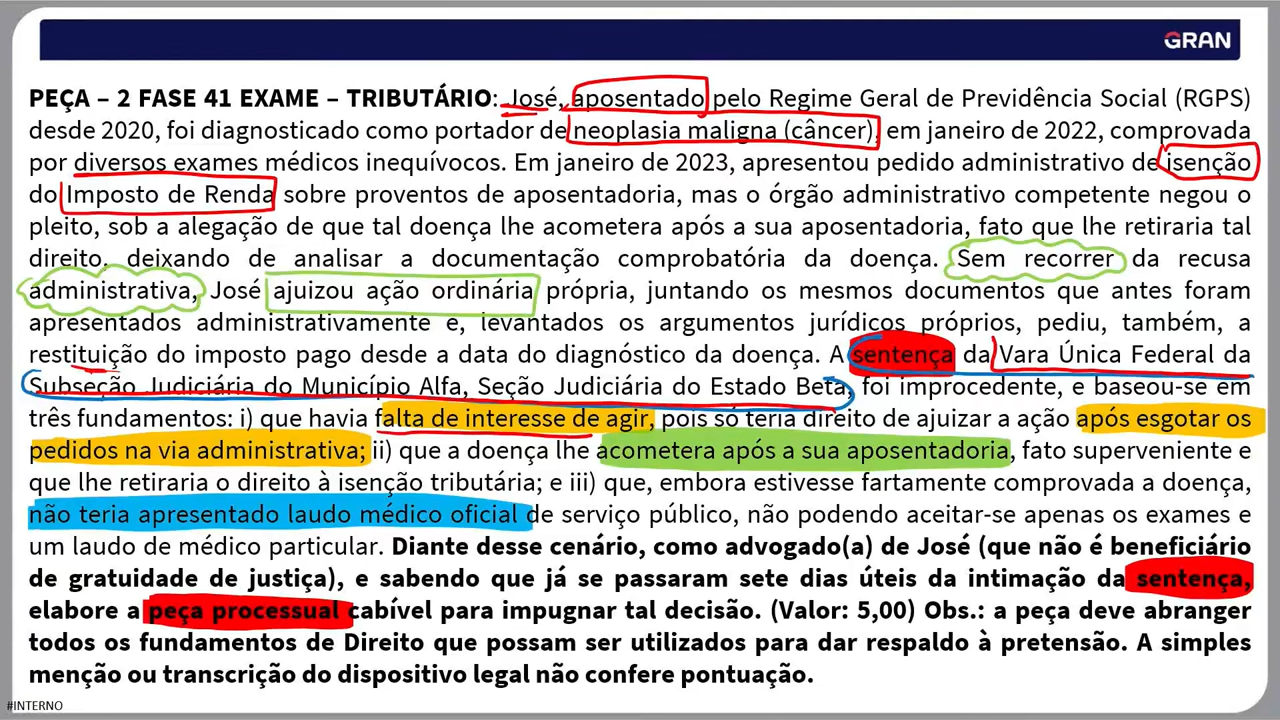 GRAN
PEÇA – 2 FASE 41 EXAME – TRIBUTÁRIO: José, aposentado pelo Regime Geral de Previdência Social (RGPS)
desde 2020, foi diagnosticado como portador de neoplasia maligna (câncer), em janeiro de 2022, comprovada
por diversos exames médicos inequívocos. Em janeiro de 2023, apresentou pedido administrativo de isenção
do Imposto de Renda sobre proventos de aposentadoria, mas o órgão administrativo competente negou o
pleito, sob a alegação de que tal doença lhe acometera após a sua aposentadoria, fato que lhe retiraria tal
direito, deixando de analisar a documentação comprobatória da doença. Sem recorrer da recusa
administrativa, José ajuizou ação ordinária própria, juntando os mesmos documentos que antes foram
apresentados administrativamente e, levantados os argumentos jurídicos próprios, pediu, também, a
restituição do imposto pago desde a data do diagnóstico da doença. A sentença da Vara Única Federal da
Subseção Judiciária do Município Alfa, Seção Judiciária do Estado Beta, foi improcedente, e baseou-se em
três fundamentos: i) que havia falta de interesse de agir, pois só teria direito de ajuizar a ação após esgotar os
pedidos na via administrativa; ii) que a doença lhe acometera após a sua aposentadoria, fato superveniente e
que lhe retiraria o direito à isenção tributária; e iii) que, embora estivesse fartamente comprovada a doença,
não teria apresentado laudo médico oficial de serviço público, não podendo aceitar-se apenas os exames e
um laudo de médico particular. Diante desse cenário, como advogado(a) de José (que não é beneficiário
de gratuidade de justiça), e sabendo que já se passaram sete dias úteis da intimação da sentença,
elabore a peça processual cabível para impugnar tal decisão. (Valor: 5,00) Obs.: a peça deve abranger
todos os fundamentos de Direito que possam ser utilizados para dar respaldo à pretensão. A simples
menção ou transcrição do dispositivo legal não confere pontuação.
#INTERNO